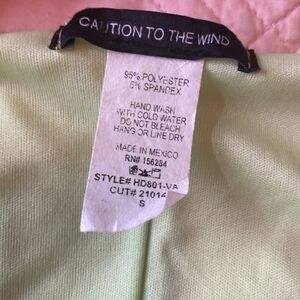 CAUTION TO THE WIND
95% POLYESTER
5% SPANDEX
HAND WASH
WITH COLD WATER
DO NOT BLEACH
HANG OR LINE DRY
MADE IN MEXICO
RN# 156284
STYLE# HD801-VA
CUT# 21014
S